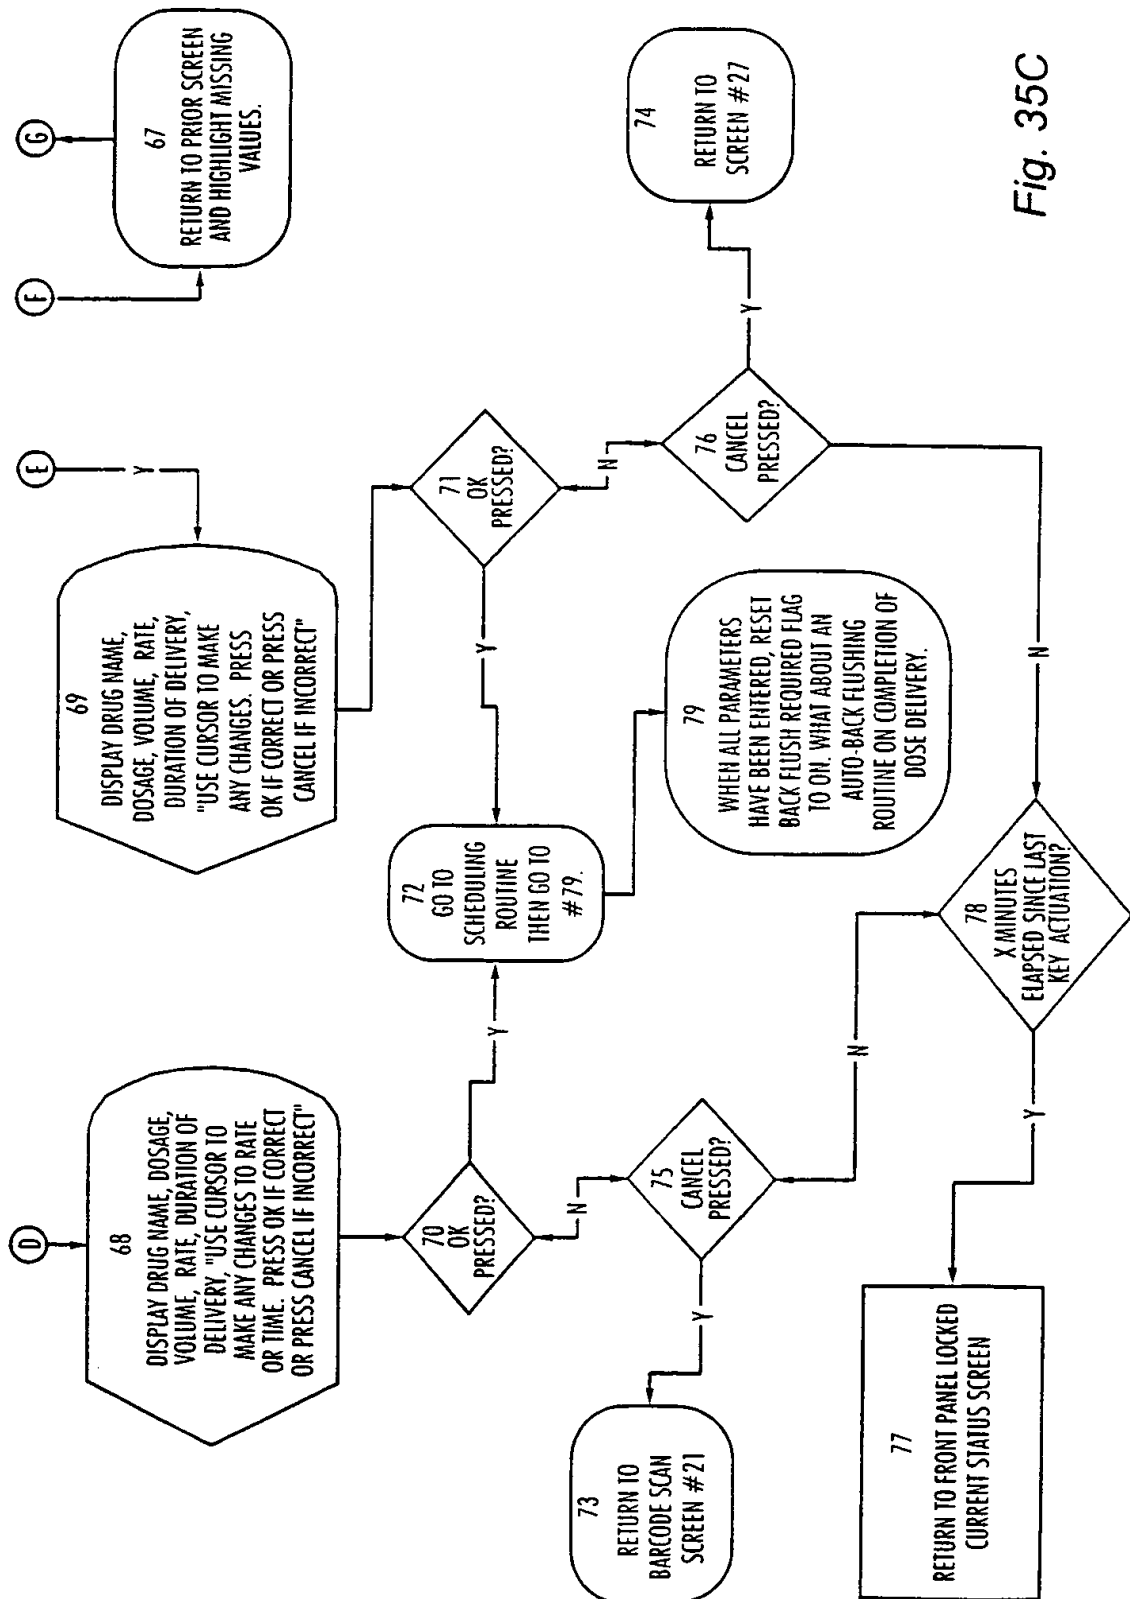 D
68
DISPLAY DRUG NAME, DOSAGE,
VOLUME, RATE, DURATION OF
DELIVERY, "USE CURSOR TO
MAKE ANY CHANGES TO RATE
OR TIME. PRESS OK IF CORRECT
OR PRESS CANCEL IF INCORRECT"
E
Y
69
DISPLAY DRUG NAME,
DOSAGE, VOLUME, RATE,
DURATION OF DELIVERY,
"USE CURSOR TO MAKE
ANY CHANGES. PRESS
OK IF CORRECT OR PRESS
CANCEL IF INCORRECT"
F
G
67
RETURN TO PRIOR SCREEN
AND HIGHLIGHT MISSING
VALUES.
70
OK
PRESSED?
Y
N
72
GO TO
SCHEDULING
ROUTINE
THEN GO TO
#79.
Y
71
OK
PRESSED?
N
73
RETURN TO
BARCODE SCAN
SCREEN #21
Y
75
CANCEL
PRESSED?
N
79
WHEN ALL PARAMETERS
HAVE BEEN ENTERED, RESET
BACK FLUSH REQUIRED FLAG
TO ON. WHAT ABOUT AN
AUTO-BACK FLUSHING
ROUTINE ON COMPLETION OF
DOSE DELIVERY.
76
CANCEL
PRESSED?
Y
74
RETURN TO
SCREEN #27
N
77
RETURN TO FRONT PANEL LOCKED
CURRENT STATUS SCREEN
Y
78
X MINUTES
ELAPSED SINCE LAST
KEY ACTUATION?
Fig. 35C